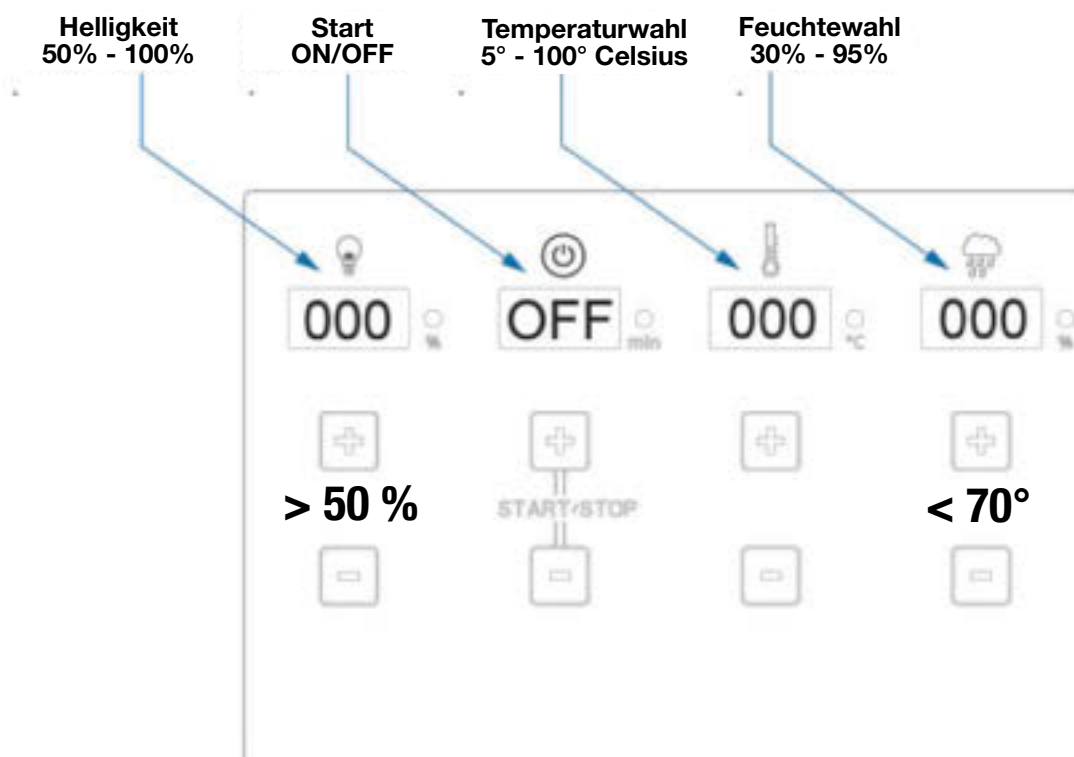 Helligkeit
50% - 100%
Start
ON/OFF
Temperaturwahl
5° - 100° Celsius
Feuchtewahl
30% - 95%
000
%
OFF
min
000
°C
000
%
> 50 %
START/STOP
< 70°